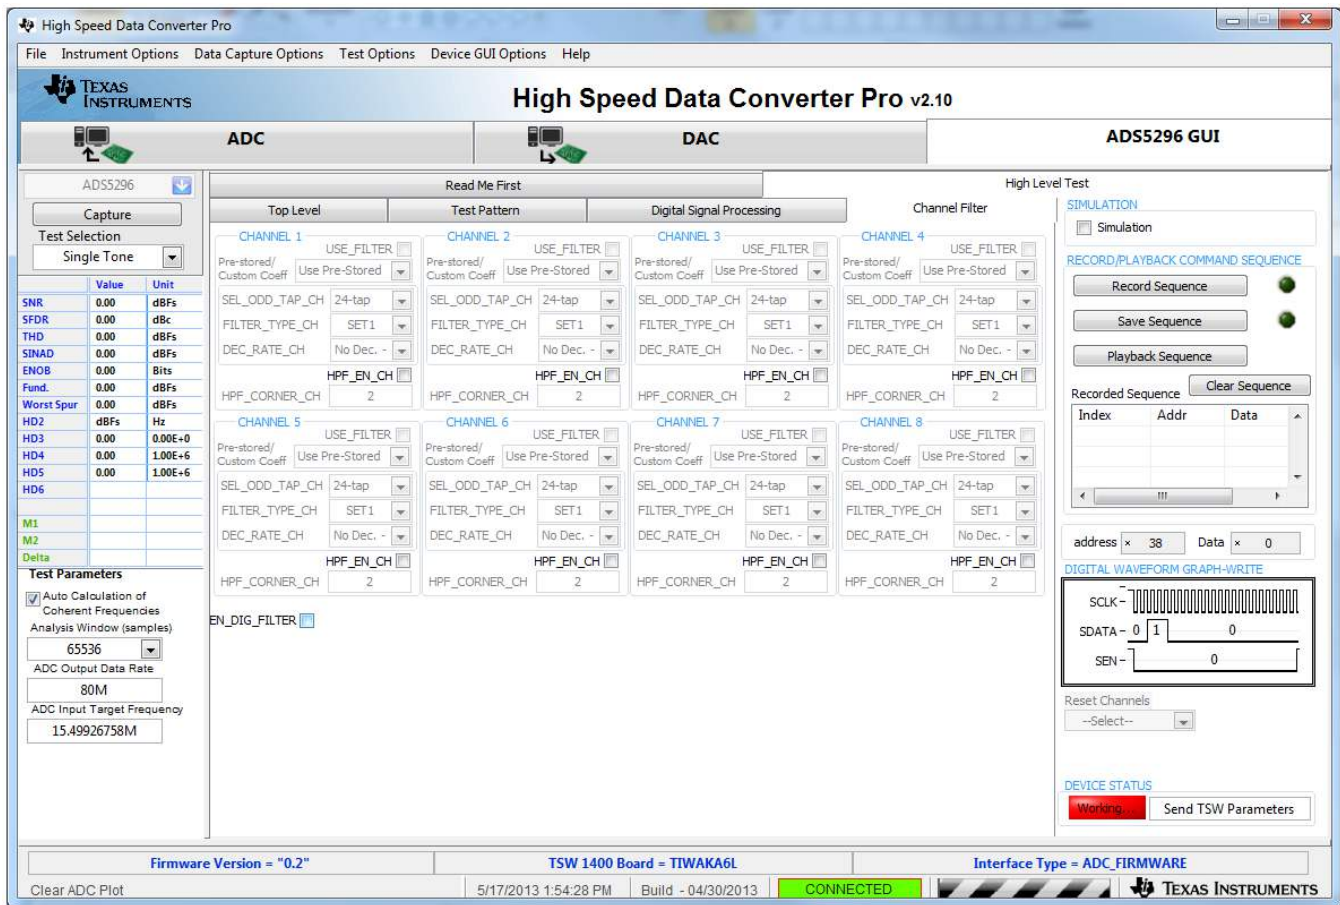 High Speed Data Converter Pro
File Instrument Options Data Capture Options Test Options Device GUI Options Help
TEXAS INSTRUMENTS
High Speed Data Converter Pro v2.10
ADC
DAC
ADS5296 GUI
ADS5296
Capture
Test Selection
Single Tone
Value Unit
SNR 0.00 dBFs
SFDR 0.00 dBc
THD 0.00 dBFs
SINAD 0.00 dBFs
ENOB 0.00 Bits
Fund. 0.00 dBFs
Worst Spur 0.00 dBFs
HD2 dBFs Hz
HD3 0.00 0.00E+0
HD4 0.00 1.00E+6
HD5 0.00 1.00E+6
HD6
M1
M2
Delta
Test Parameters
Auto Calculation of
Coherent Frequencies
Analysis Window (samples)
65536
ADC Output Data Rate
80M
ADC Input Target Frequency
15.49926758M
Read Me First
High Level Test
Top Level
Test Pattern
Digital Signal Processing
Channel Filter
CHANNEL 1
USE_FILTER
Pre-stored/
Custom Coeff Use Pre-Stored
SEL_ODD_TAP_CH 24-tap
FILTER_TYPE_CH SET1
DEC_RATE_CH No Dec. -
HPF_EN_CH
HPF_CORNER_CH 2
CHANNEL 2
USE_FILTER
Pre-stored/
Custom Coeff Use Pre-Stored
SEL_ODD_TAP_CH 24-tap
FILTER_TYPE_CH SET1
DEC_RATE_CH No Dec. -
HPF_EN_CH
HPF_CORNER_CH 2
CHANNEL 3
USE_FILTER
Pre-stored/
Custom Coeff Use Pre-Stored
SEL_ODD_TAP_CH 24-tap
FILTER_TYPE_CH SET1
DEC_RATE_CH No Dec. -
HPF_EN_CH
HPF_CORNER_CH 2
CHANNEL 4
USE_FILTER
Pre-stored/
Custom Coeff Use Pre-Stored
SEL_ODD_TAP_CH 24-tap
FILTER_TYPE_CH SET1
DEC_RATE_CH No Dec. -
HPF_EN_CH
HPF_CORNER_CH 2
CHANNEL 5
USE_FILTER
Pre-stored/
Custom Coeff Use Pre-Stored
SEL_ODD_TAP_CH 24-tap
FILTER_TYPE_CH SET1
DEC_RATE_CH No Dec. -
HPF_EN_CH
HPF_CORNER_CH 2
CHANNEL 6
USE_FILTER
Pre-stored/
Custom Coeff Use Pre-Stored
SEL_ODD_TAP_CH 24-tap
FILTER_TYPE_CH SET1
DEC_RATE_CH No Dec. -
HPF_EN_CH
HPF_CORNER_CH 2
CHANNEL 7
USE_FILTER
Pre-stored/
Custom Coeff Use Pre-Stored
SEL_ODD_TAP_CH 24-tap
FILTER_TYPE_CH SET1
DEC_RATE_CH No Dec. -
HPF_EN_CH
HPF_CORNER_CH 2
CHANNEL 8
USE_FILTER
Pre-stored/
Custom Coeff Use Pre-Stored
SEL_ODD_TAP_CH 24-tap
FILTER_TYPE_CH SET1
DEC_RATE_CH No Dec. -
HPF_EN_CH
HPF_CORNER_CH 2
EN_DIG_FILTER
SIMULATION
Simulation
RECORD/PLAYBACK COMMAND SEQUENCE
Record Sequence
Save Sequence
Playback Sequence
Recorded Sequence Clear Sequence
Index Addr Data
address x 38 Data x 0
DIGITAL WAVEFORM GRAPH-WRITE
SCLK-
SDATA- 0 1 0
SEN- 0
Reset Channels
--Select--
DEVICE STATUS
Working... Send TSW Parameters
Firmware Version = "0.2"
TSW 1400 Board = TIWAKA6L
Interface Type = ADC_FIRMWARE
Clear ADC Plot
5/17/2013 1:54:28 PM
Build - 04/30/2013
CONNECTED
TEXAS INSTRUMENTS